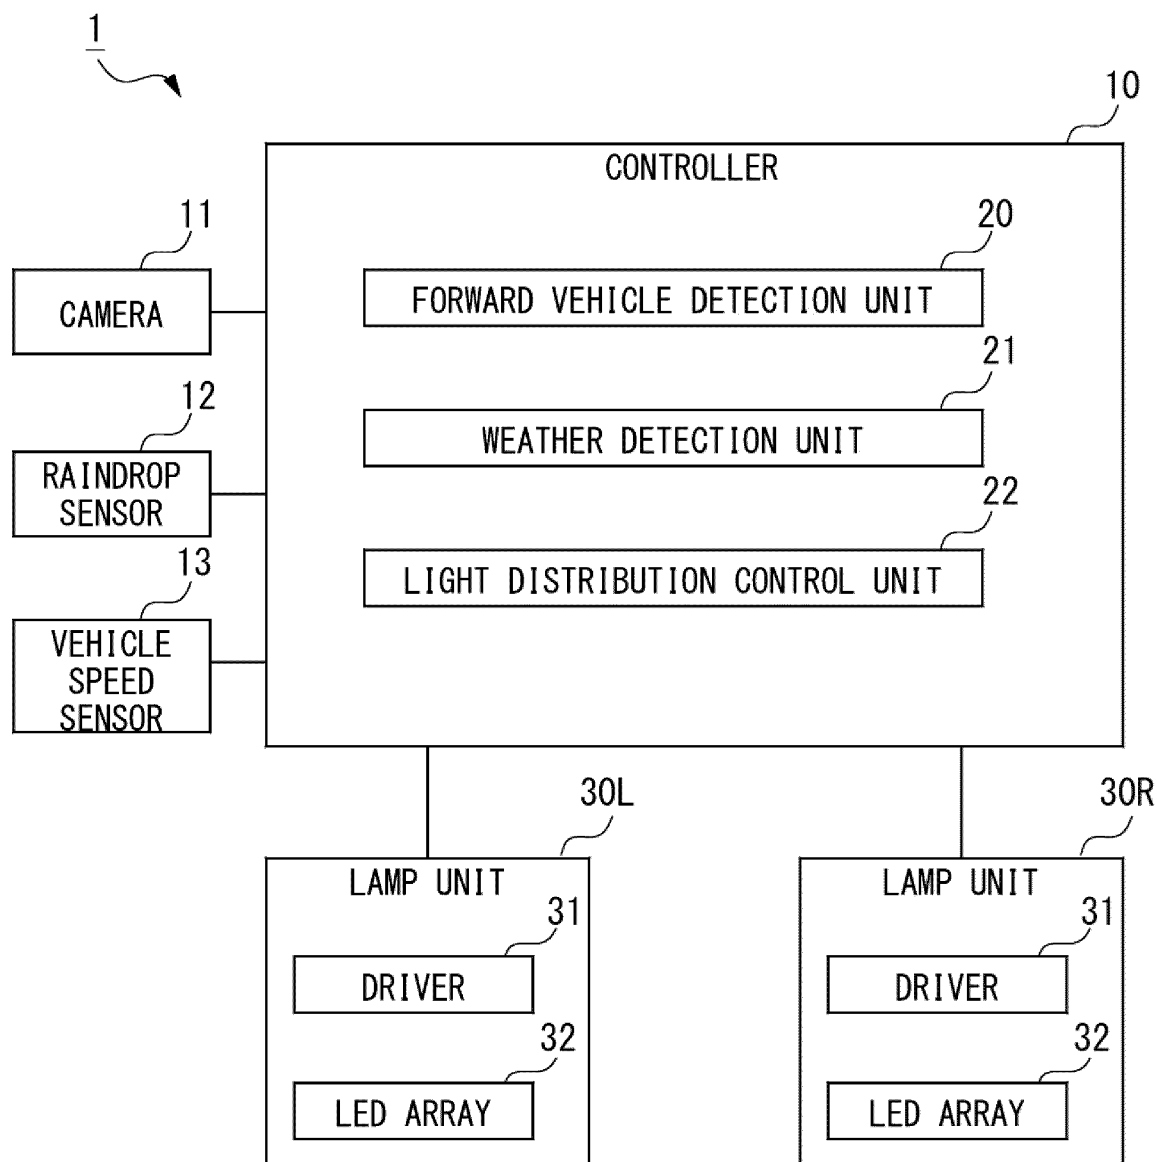 1
10
CONTROLLER
11
CAMERA
20
FORWARD VEHICLE DETECTION UNIT
12
RAINDROP
SENSOR
21
WEATHER DETECTION UNIT
13
VEHICLE
SPEED
SENSOR
22
LIGHT DISTRIBUTION CONTROL UNIT
30L
LAMP UNIT
31
DRIVER
32
LED ARRAY
30R
LAMP UNIT
31
DRIVER
32
LED ARRAY